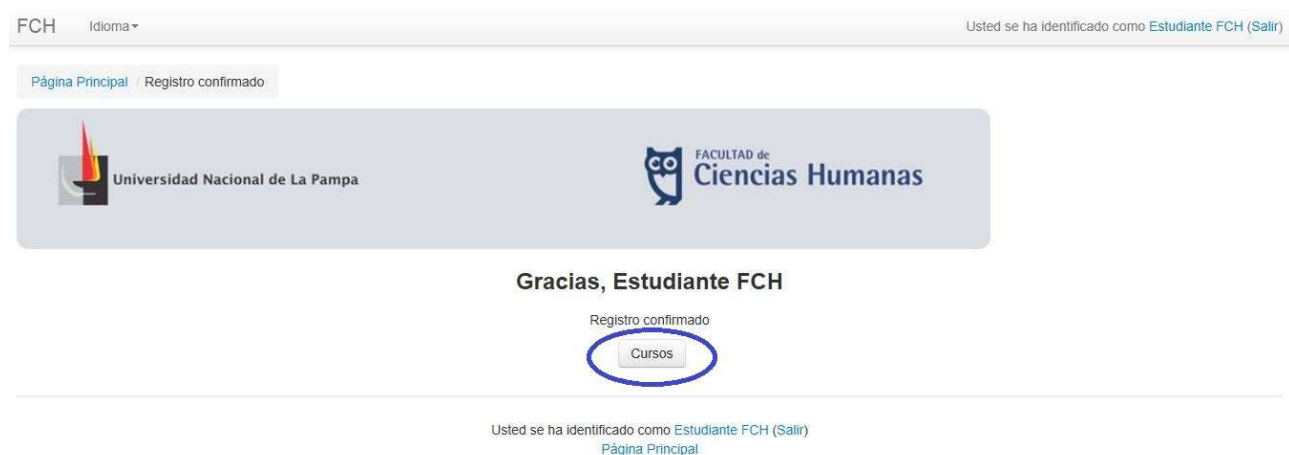 FCH Idioma
Usted se ha identificado como Estudiante FCH (Salir)
Página Principal / Registro confirmado
Universidad Nacional de La Pampa
FACULTAD de
Ciencias Humanas
Gracias, Estudiante FCH
Registro confirmado
Cursos
Usted se ha identificado como Estudiante FCH (Salir)
Página Principal